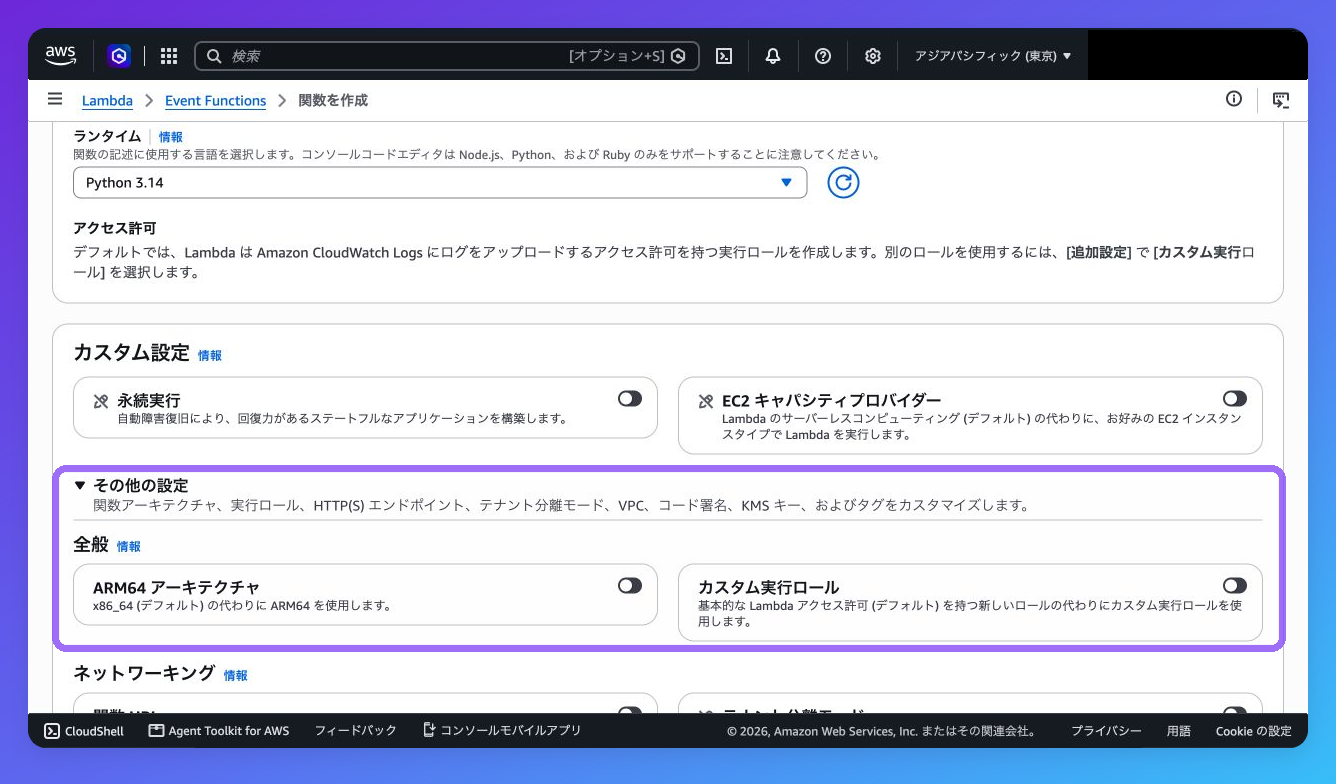 aws
検索
[オプション+S]
アジアパシフィック (東京) ▼
Lambda > Event Functions > 関数を作成
ランタイム 情報
関数の記述に使用する言語を選択します。コンソールコードエディタは Node.js、Python、および Ruby のみをサポートすることに注意してください。
Python 3.14
アクセス許可
デフォルトでは、Lambda は Amazon CloudWatch Logs にログをアップロードするアクセス許可を持つ実行ロールを作成します。別のロールを使用するには、[追加設定] で [カスタム実行ロ
ール] を選択します。
カスタム設定 情報
永続実行
自動障害復旧により、回復力があるステートフルなアプリケーションを構築します。
EC2 キャパシティプロバイダー
Lambda のサーバーレスコンピューティング (デフォルト) の代わりに、お好みの EC2 インスタン
スタイプで Lambda を実行します。
▼ その他の設定
関数アーキテクチャ、実行ロール、HTTP(S) エンドポイント、テナント分離モード、VPC、コード署名、KMS キー、およびタグをカスタマイズします。
全般 情報
ARM64 アーキテクチャ
x86_64 (デフォルト) の代わりに ARM64 を使用します。
カスタム実行ロール
基本的な Lambda アクセス許可 (デフォルト) を持つ新しいロールの代わりにカスタム実行ロールを使
用します。
ネットワーキング 情報
関数 URL
テナント分離モード
CloudShell
Agent Toolkit for AWS
フィードバック
コンソールモバイルアプリ
© 2026, Amazon Web Services, Inc. またはその関連会社。
プライバシー
用語
Cookie の設定